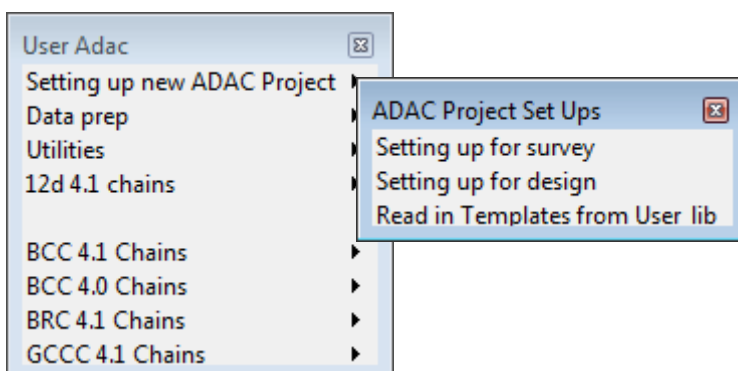 User Adac
Setting up new ADAC Project
Data prep
Utilities
12d 4.1 chains
BCC 4.1 Chains
BCC 4.0 Chains
BRC 4.1 Chains
GCCC 4.1 Chains
ADAC Project Set Ups
Setting up for survey
Setting up for design
Read in Templates from User_lib